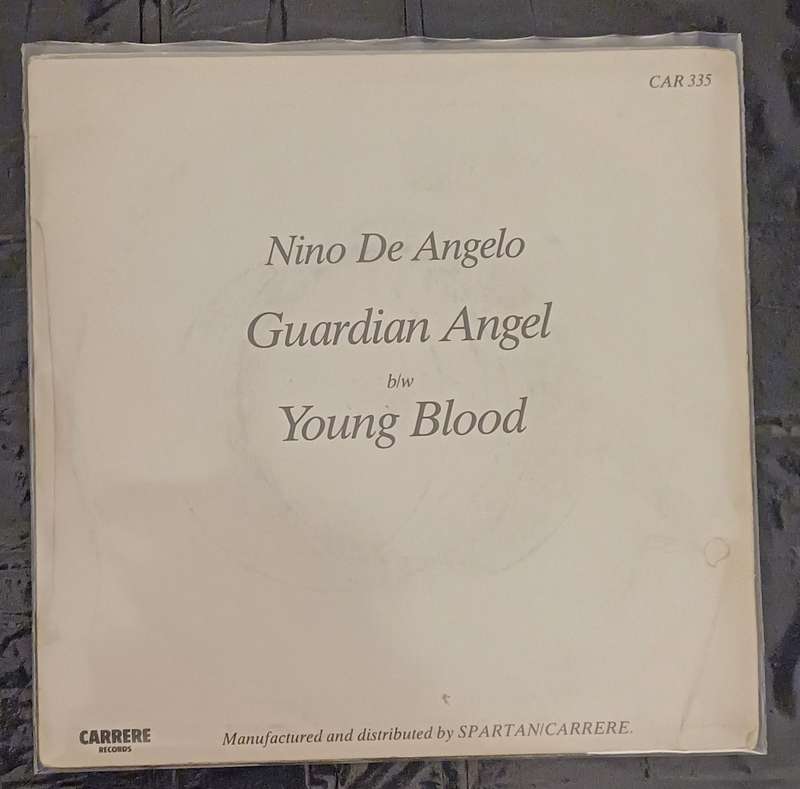 CAR 335
Nino De Angelo
Guardian Angel
b/w
Young Blood
CARRERE
RECORDS
Manufactured and distributed by SPARTAN/CARRERE.